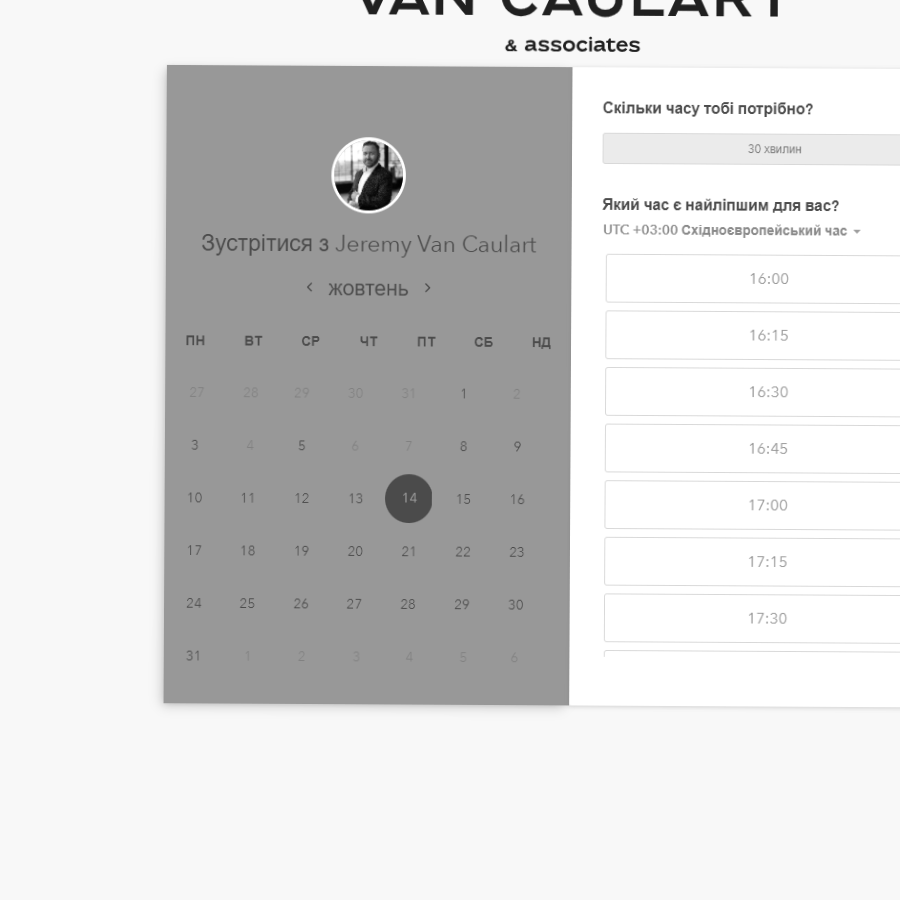 VAN CAULART
& associates
Зустрітися з Jeremy Van Caulart
жовтень
ПН ВТ СР ЧТ ПТ СБ НД
27 28 29 30 31 1 2
3 4 5 6 7 8 9
10 11 12 13 14 15 16
17 18 19 20 21 22 23
24 25 26 27 28 29 30
31 1 2 3 4 5 6
Скільки часу тобі потрібно?
30 хвилин
Який час є найліпшим для вас?
UTC +03:00 Східноєвропейський час
16:00
16:15
16:30
16:45
17:00
17:15
17:30